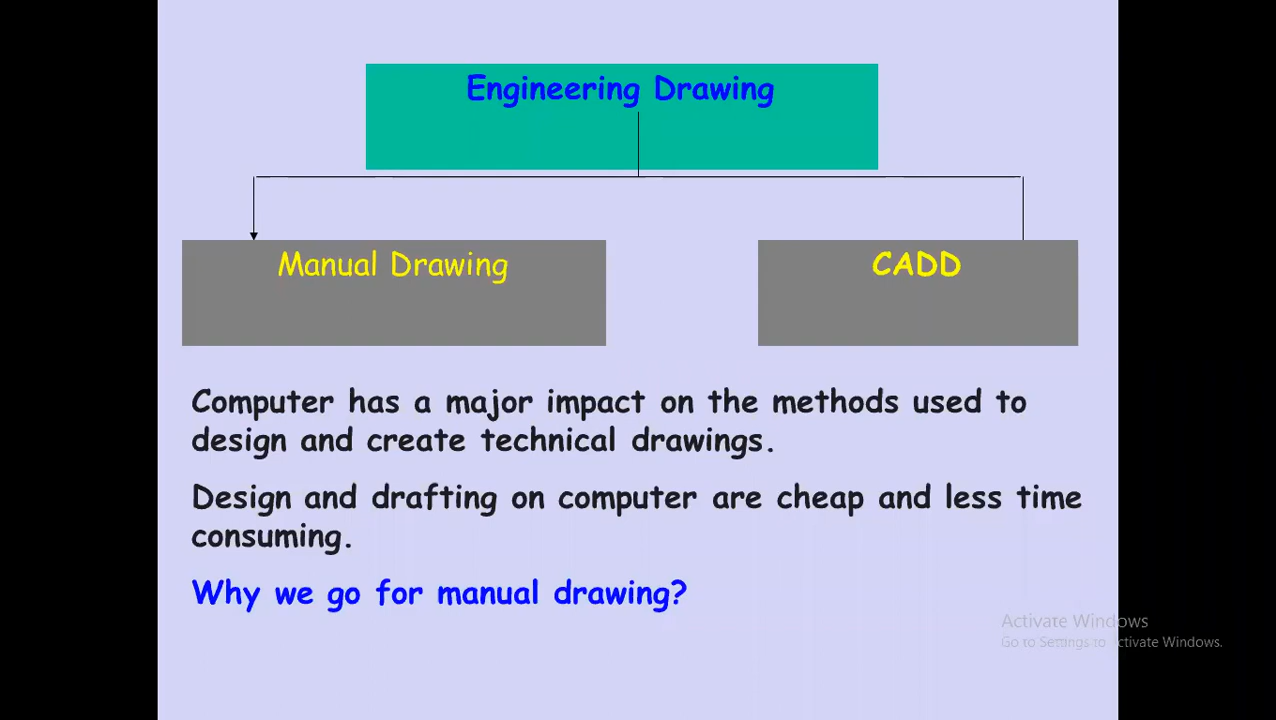 Engineering Drawing
Manual Drawing
CADD
Computer has a major impact on the methods used to
design and create technical drawings.
Design and drafting on computer are cheap and less time
consuming.
Why we go for manual drawing?
Activate Windows
Go to Settings to Activate Windows.